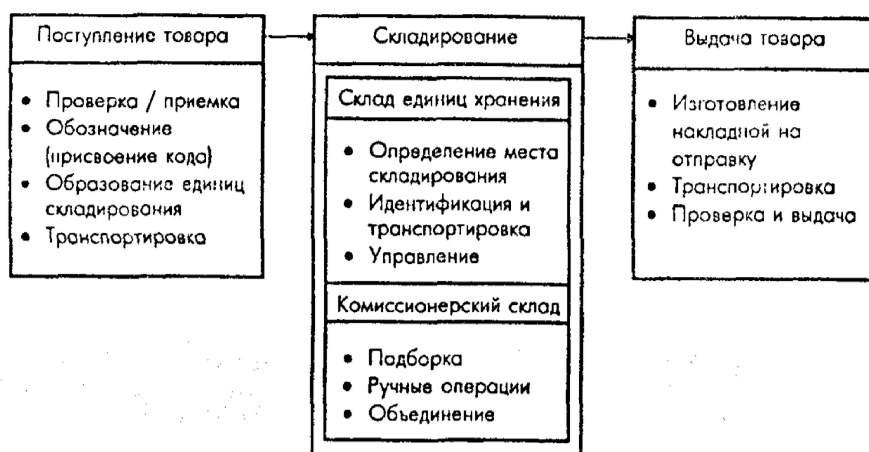 Поступление товара
• Проверка / приемка
• Обозначение
(присвоение кода)
• Образование единиц
складирования
• Транспортировка
Складирование
Склад единиц хранения
• Определение места
складирования
• Идентификация и
транспортировка
• Управление
Комиссионерский склад
• Подборка
• Ручные операции
• Объединение
Выдача товара
• Изготовление
накладной на
отправку
• Транспортировка
• Проверка и выдача